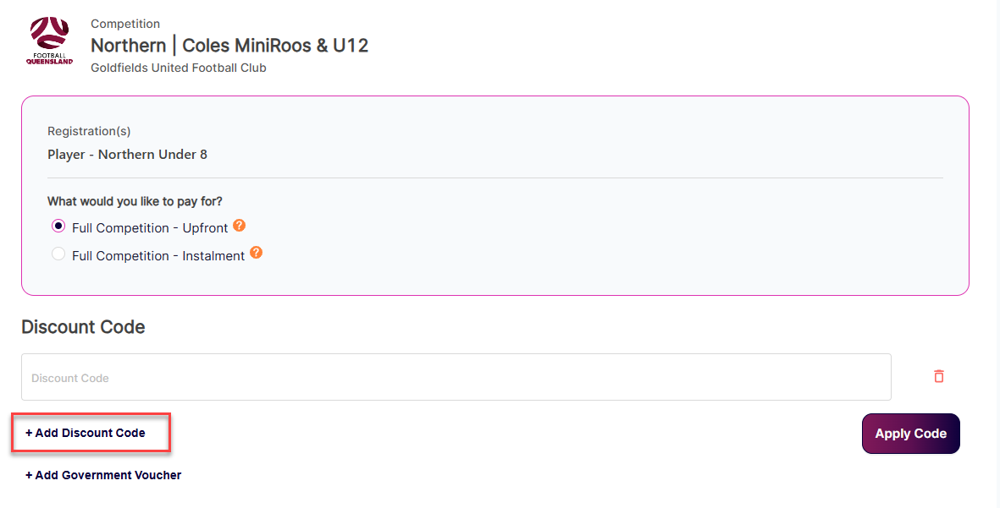 FOOTBALL
QUEENSLAND
Competition
Northern | Coles MiniRoos & U12
Goldfields United Football Club
Registration(s)
Player - Northern Under 8
What would you like to pay for?
Full Competition - Upfront ?
Full Competition - Instalment ?
Discount Code
Discount Code
+ Add Discount Code
Apply Code
+ Add Government Voucher